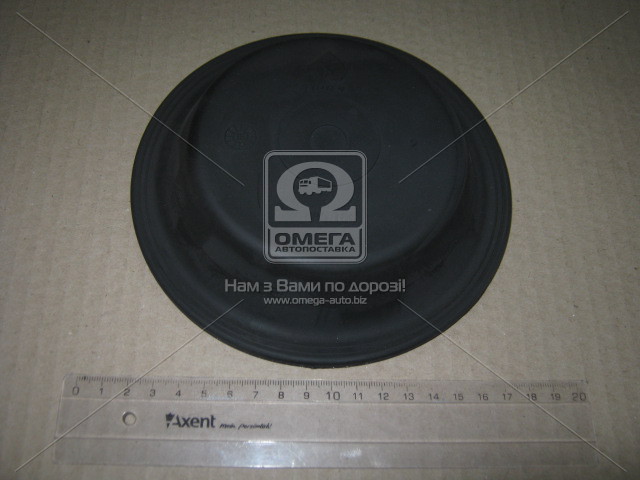 ОМЕГА
АВТОПОСТАВКА
Нам з Вами по дорозі!
www.omega-auto.biz
0 1 2 3 4 5 6 7 8 9 10 11 12 13 14 15 16 17 18 19 20
Axent